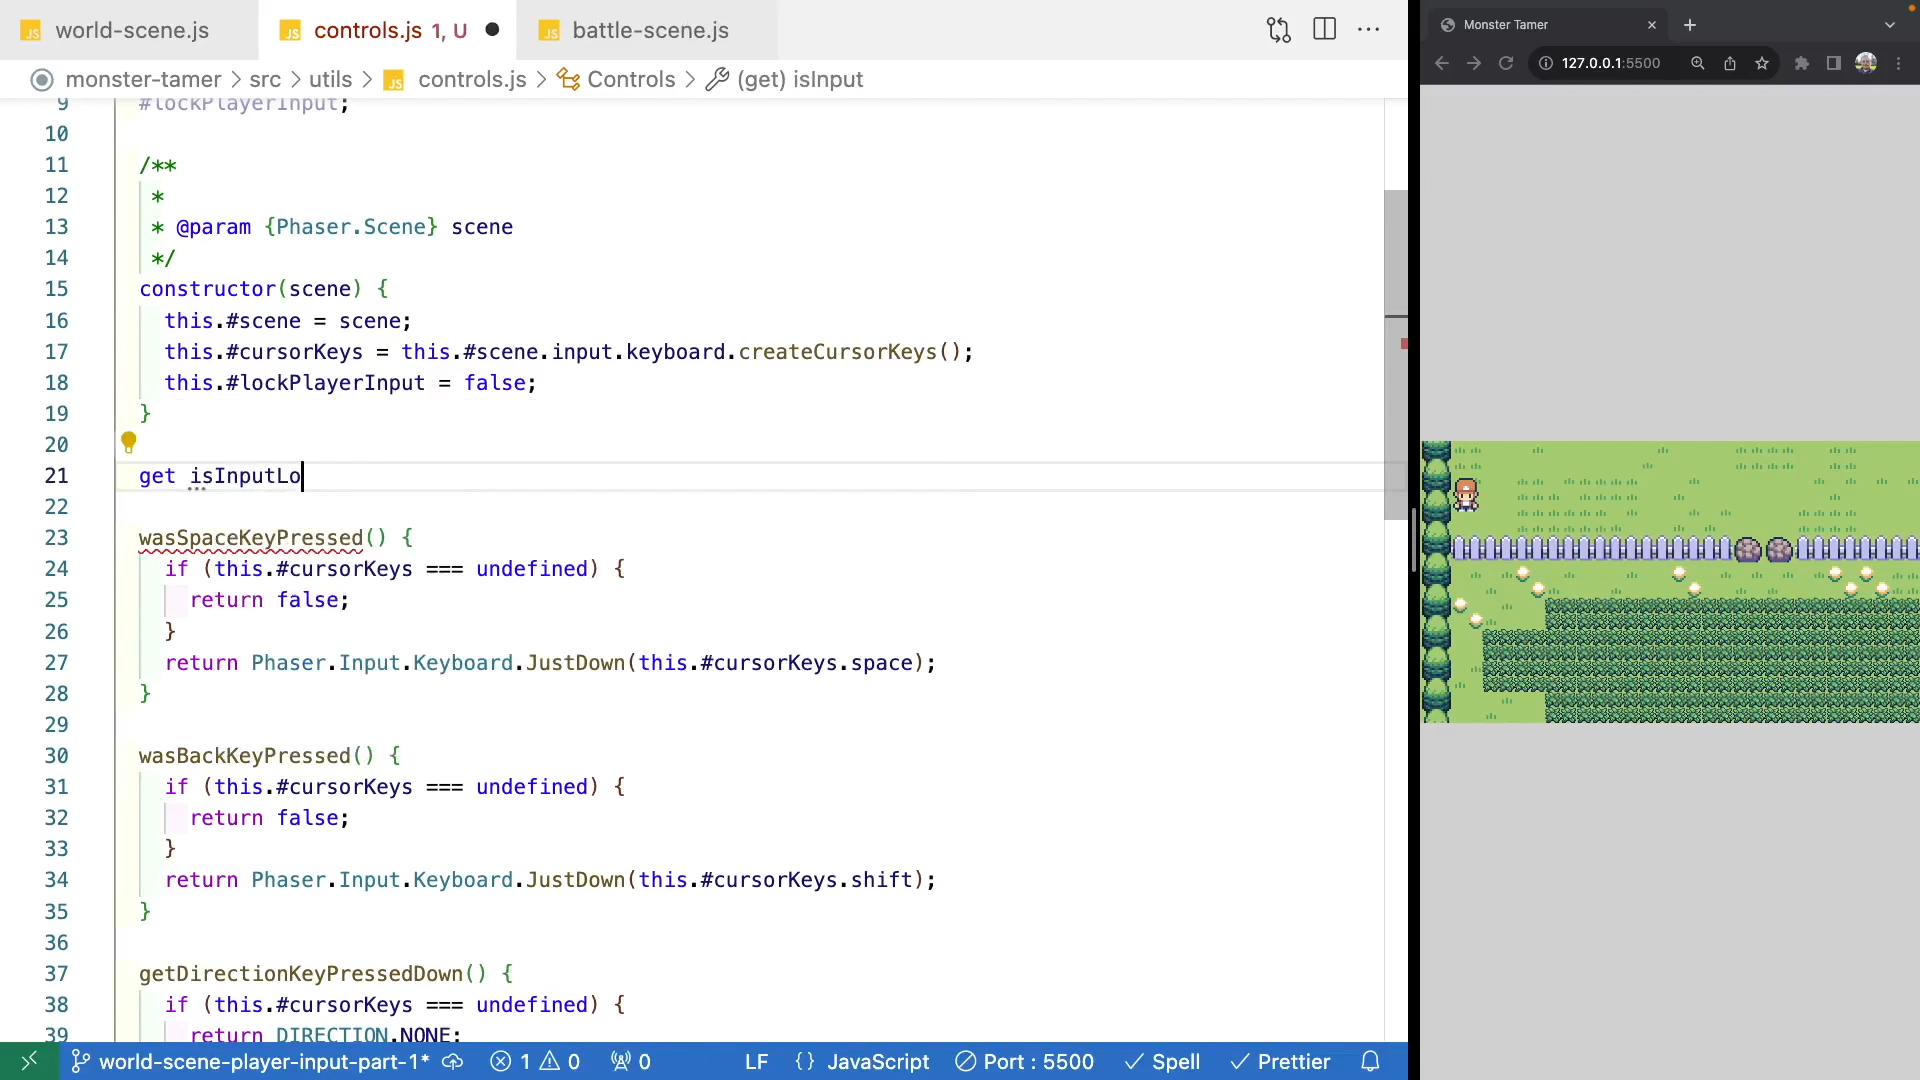 JS world-scene.js
JS controls.js 1, U
JS battle-scene.js
monster-tamer > src > utils > JS controls.js > Controls > (get) isInput
9 #lockPlayerInput;
10
11 /**
12 *
13 * @param {Phaser.Scene} scene
14 */
15 constructor(scene) {
16 this.#scene = scene;
17 this.#cursorKeys = this.#scene.input.keyboard.createCursorKeys();
18 this.#lockPlayerInput = false;
19 }
20
21 get isInputLo
22
23 wasSpaceKeyPressed() {
24 if (this.#cursorKeys === undefined) {
25 return false;
26 }
27 return Phaser.Input.Keyboard.JustDown(this.#cursorKeys.space);
28 }
29
30 wasBackKeyPressed() {
31 if (this.#cursorKeys === undefined) {
32 return false;
33 }
34 return Phaser.Input.Keyboard.JustDown(this.#cursorKeys.shift);
35 }
36
37 getDirectionKeyPressedDown() {
38 if (this.#cursorKeys === undefined) {
39 return DIRECTION.NONE;
world-scene-player-input-part-1* 1 0 0 LF {} JavaScript Port : 5500 Spell Prettier
Monster Tamer
127.0.0.1:5500